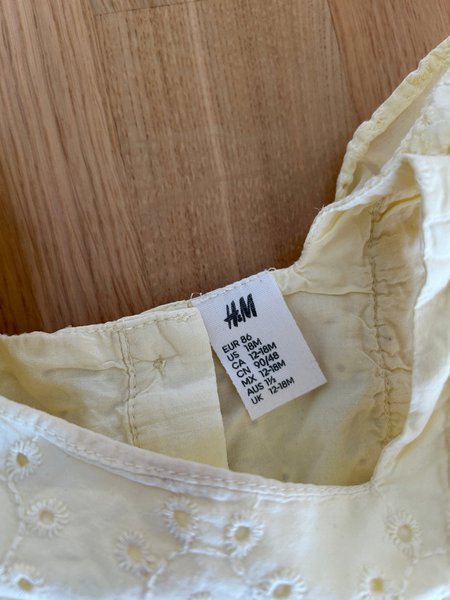 H&M
EUR 86
US 18M
CA 12-18M
CN 90/48
MX 12-18M
AUS 1½
UK 12-18M